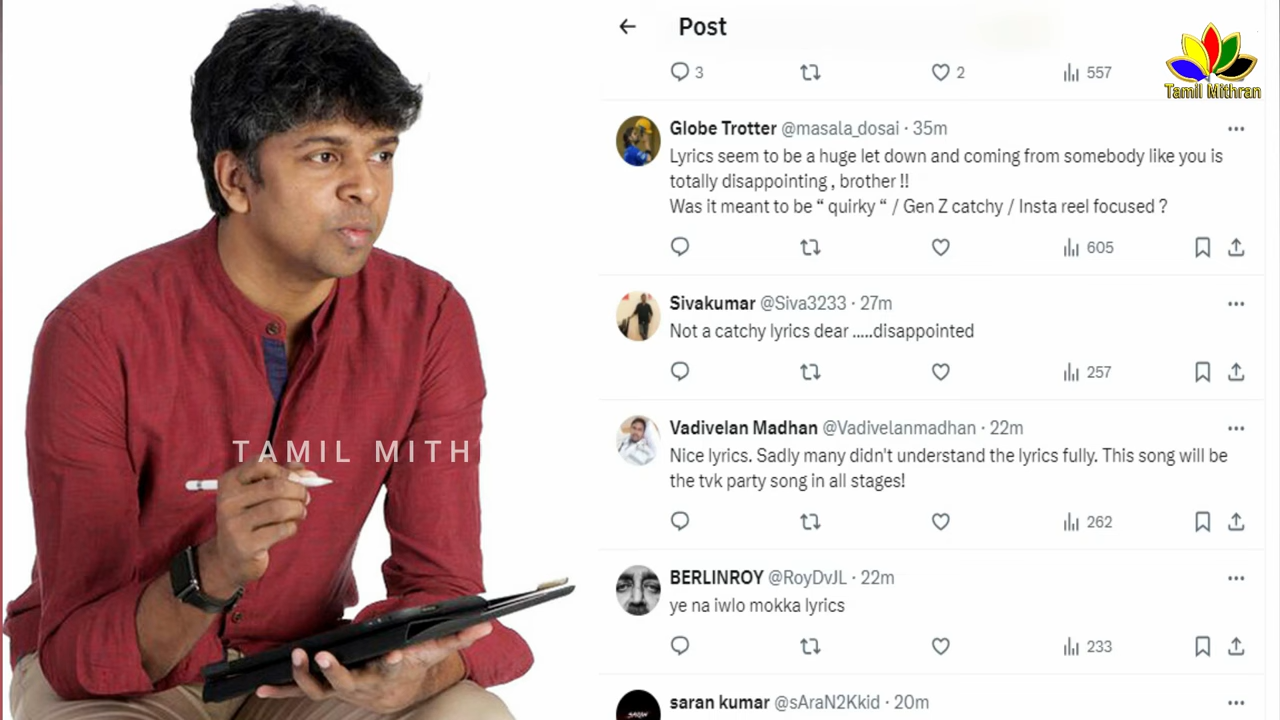 Post
Tamil Mithran
3
2
557
Globe Trotter @masala_dosai · 35m
Lyrics seem to be a huge let down and coming from somebody like you is
totally disappointing , brother !!
Was it meant to be “ quirky “ / Gen Z catchy / Insta reel focused ?
605
Sivakumar @Siva3233 · 27m
Not a catchy lyrics dear .....disappointed
257
Vadivelan Madhan @Vadivelanmadhan · 22m
Nice lyrics. Sadly many didn't understand the lyrics fully. This song will be
the tvk party song in all stages!
262
BERLINROY @RoyDvJL · 22m
ye na iwlo mokka lyrics
233
saran kumar @sAraN2Kkid · 20m
TAMIL MITH